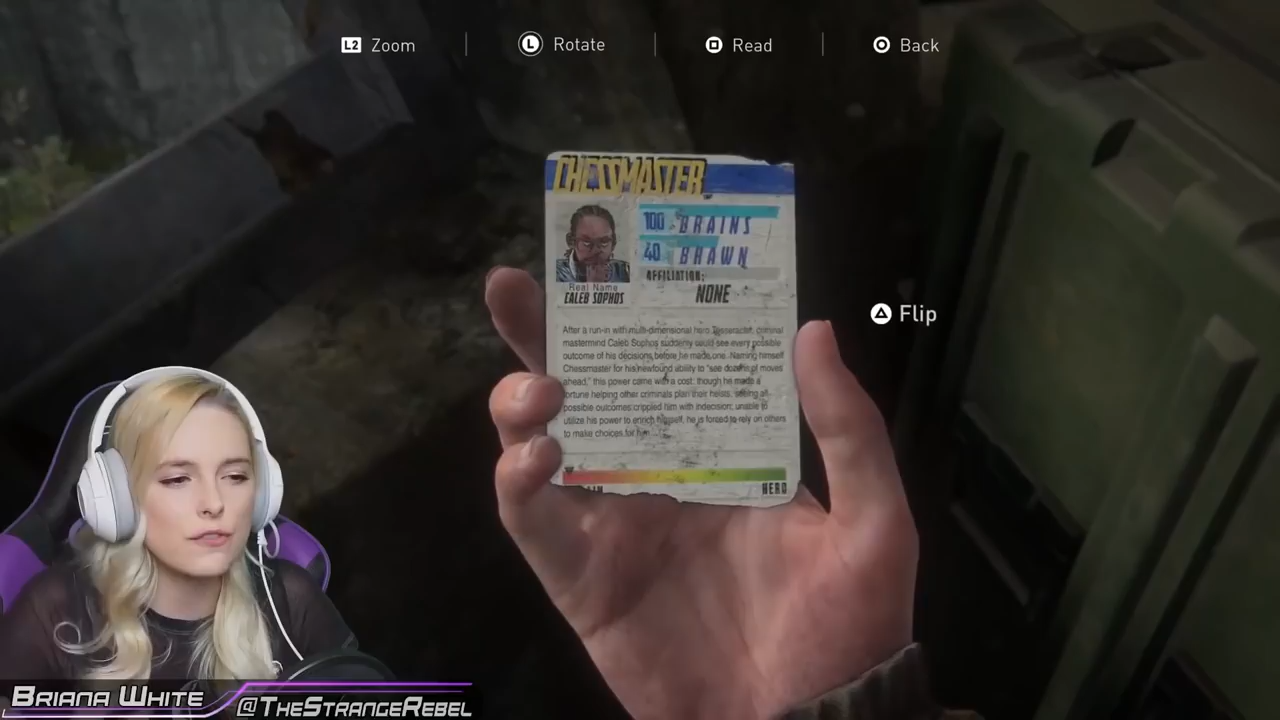 L2 Zoom
L Rotate
Read
Back
CHESSMASTER
100 BRAINS
40 BRAWN
AFFILIATION:
NONE
Real Name
CALEB SOPHOS
Flip
After a run-in with multi-dimensional hero Tesseracter, criminal
mastermind Caleb Sophos suddenly could see every possible
outcome of his decisions before he made one. Naming himself
Chessmaster for his newfound ability to "see dozens of moves
ahead," this power came with a cost: though he made a
fortune helping other criminals plan their heists, seeing all
possible outcomes crippled him with indecision; unable to
utilize his power to enrich himself, he is forced to rely on others
to make choices for him.
HERO
BRIANA WHITE
@THESTRANGEREBEL